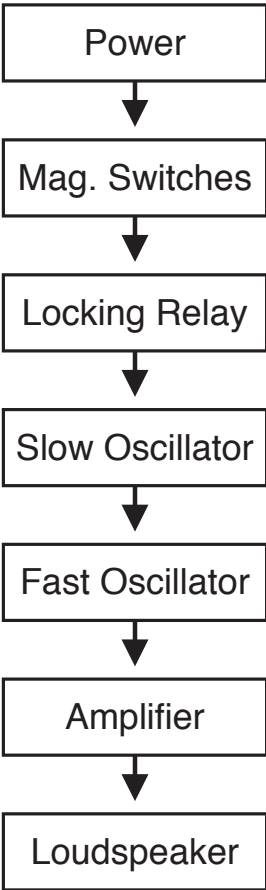 Power
Mag. Switches
Locking Relay
Slow Oscillator
Fast Oscillator
Amplifier
Loudspeaker